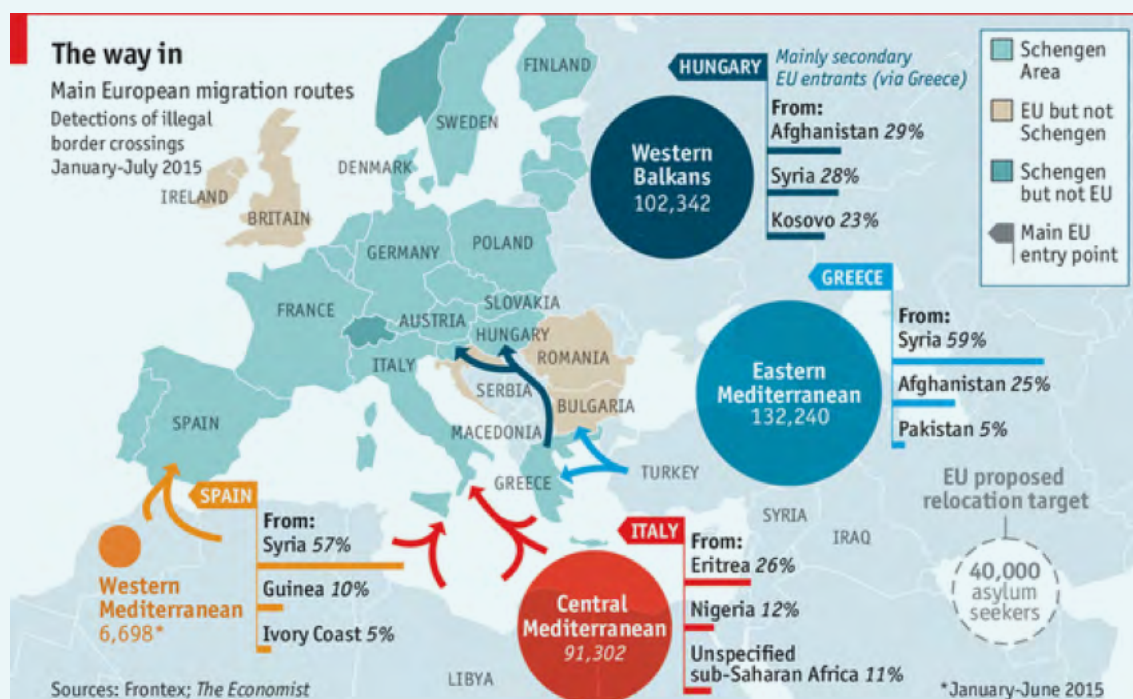 The way in
Main European migration routes
Detections of illegal
border crossings
January-July 2015
FINLAND
SWEDEN
DENMARK
IRELAND
BRITAIN
GERMANY
POLAND
FRANCE
SLOVAKIA
AUSTRIA
HUNGARY
ITALY
ROMANIA
SERBIA
SPAIN
BULGARIA
MACEDONIA
GREECE
TURKEY
SYRIA
IRAQ
LIBYA
HUNGARY
Mainly secondary
EU entrants (via Greece)
Western
Balkans
102,342
From:
Afghanistan 29%
Syria 28%
Kosovo 23%
Schengen
Area
EU but not
Schengen
Schengen
but not EU
Main EU
entry point
GREECE
Eastern
Mediterranean
132,240
From:
Syria 59%
Afghanistan 25%
Pakistan 5%
SPAIN
Western
Mediterranean
6,698*
From:
Syria 57%
Guinea 10%
Ivory Coast 5%
ITALY
Central
Mediterranean
91,302
From:
Eritrea 26%
Nigeria 12%
Unspecified
sub-Saharan Africa 11%
EU proposed
relocation target
40,000
asylum
seekers
Sources: Frontex; The Economist
*January-June 2015